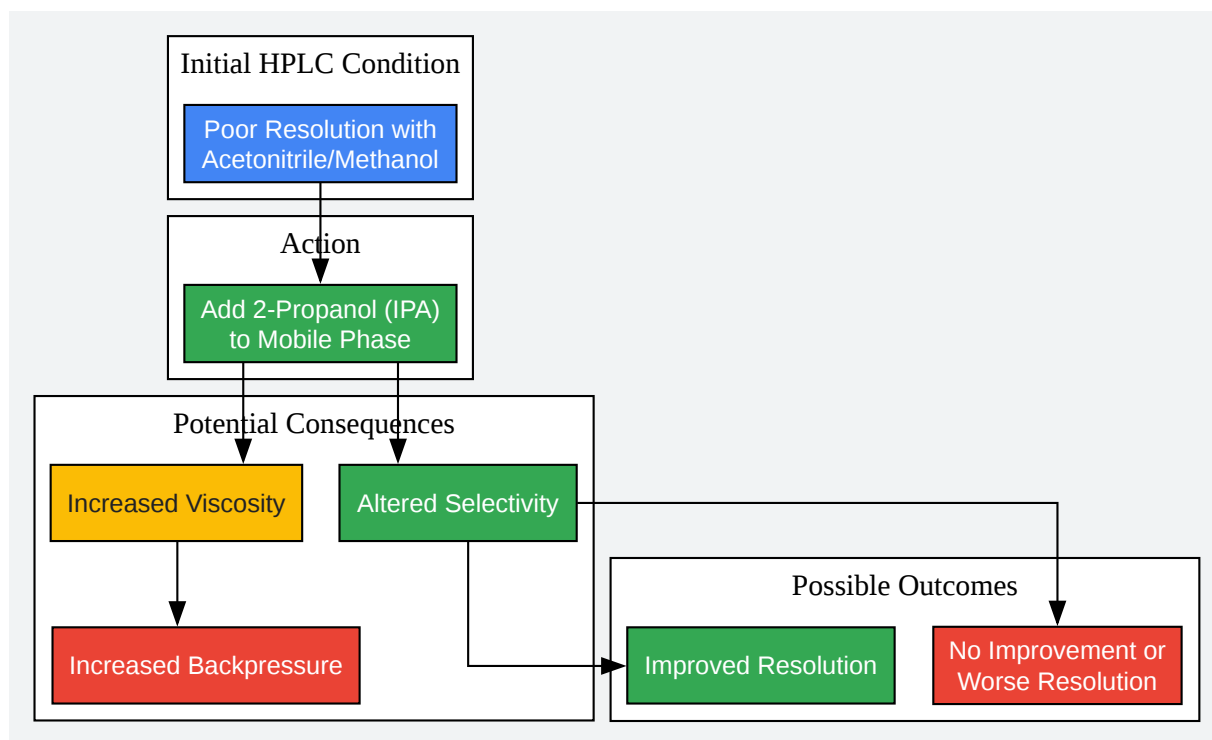 Initial HPLC Condition
Poor Resolution with
Acetonitrile/Methanol
Action
Add 2-Propanol (IPA)
to Mobile Phase
Potential Consequences
Increased Viscosity
Altered Selectivity
Increased Backpressure
Possible Outcomes
Improved Resolution
No Improvement or
Worse Resolution